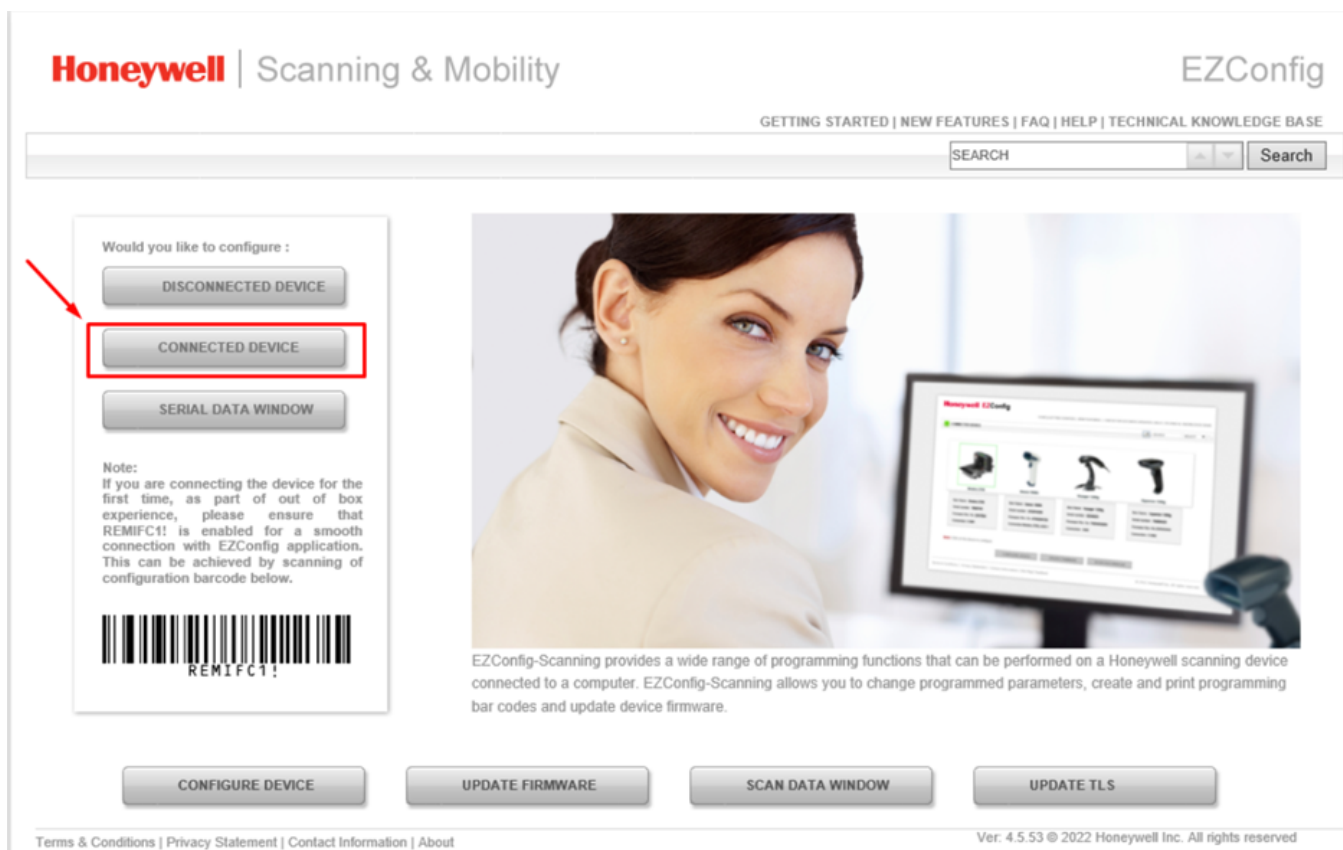 Honeywell | Scanning & Mobility
EZConfig
GETTING STARTED | NEW FEATURES | FAQ | HELP | TECHNICAL KNOWLEDGE BASE
SEARCH
Search
Would you like to configure :
DISCONNECTED DEVICE
CONNECTED DEVICE
SERIAL DATA WINDOW
Note:
If you are connecting the device for the
first time, as part of out of box
experience, please ensure that
REMIFC1! is enabled for a smooth
connection with EZConfig application.
This can be achieved by scanning of
configuration barcode below.
REMIFC1!
Honeywell EZConfig
EZConfig-Scanning provides a wide range of programming functions that can be performed on a Honeywell scanning device
connected to a computer. EZConfig-Scanning allows you to change programmed parameters, create and print programming
bar codes and update device firmware.
CONFIGURE DEVICE
UPDATE FIRMWARE
SCAN DATA WINDOW
UPDATE TLS
Terms & Conditions | Privacy Statement | Contact Information | About
Ver: 4.5.53 © 2022 Honeywell Inc. All rights reserved